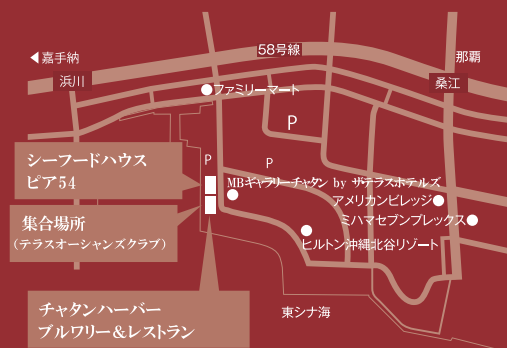 58号線
◀嘉手納
那覇
浜川
桑江
ファミリーマート
P
シーフードハウス
ピア54
P
P
MBギャラリーチャタン by ザテラスホテルズ
アメリカンビレッジ
集合場所
（テラスオーシャンズクラブ）
ミハマセブンプレックス
ヒルトン沖縄北谷リゾート
チャタンハーバー
ブルワリー＆レストラン
東シナ海